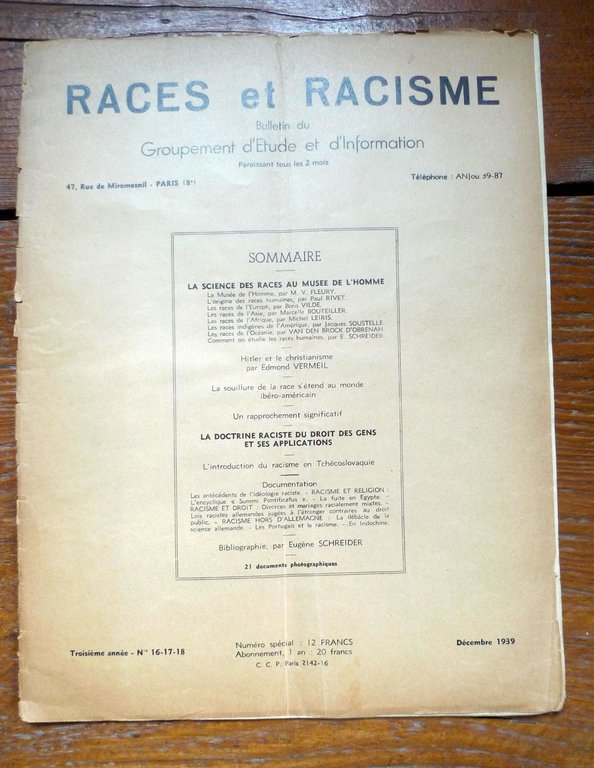 RACES et RACISME
Bulletin du
Groupement d'Etude et d'Information
Paraissant tous les 2 mois
47, Rue de Miromesnil - PARIS (8e)
Téléphone : ANJou 39-87
SOMMAIRE
LA SCIENCE DES RACES AU MUSEE DE L'HOMME
Le Musée de l'Homme, par M. V. FLEURY.
L'origine des races humaines, par Paul RIVET.
Les races de l'Europe, par Boris VILDE.
Les races de l'Asie, par Marcelle BOUTEILLER.
Les races de l'Afrique, par Michel LEIRIS.
Les races indigènes de l'Amérique, par Jacques SOUSTELLE.
Les races de l'Océanie, par VAN DEN BROCK D'OBRENAN.
Comment on étudie les races humaines, par E. SCHREIDER.
Hitler et le christianisme
par Edmond VERMEIL
La souillure de la race s'étend au monde
ibéro-américain
Un rapprochement significatif
LA DOCTRINE RACISTE DU DROIT DES GENS
ET SES APPLICATIONS
L'introduction du racisme en Tchécoslovaquie
Documentation
Les antécédents de l'idéologie raciste. - RACISME ET RELIGION :
L'encyclique « Summi Pontificatus ». - La fuite en Egypte. -
RACISME ET DROIT : Divorces et mariages racialement mixtes. -
Lois racistes allemandes jugées à l'étranger contraires au droit
public. - RACISME HORS D'ALLEMAGNE : La débâcle de la
science allemande. - Les Portugais et le racisme. - En Indochine.
Bibliographie, par Eugène SCHREIDER
21 documents photographiques
Troisième année - Nos 16-17-18
Numéro spécial : 12 FRANCS
Abonnement, 1 an : 20 francs
C. C. P. Paris 2142-16
Décembre 1939